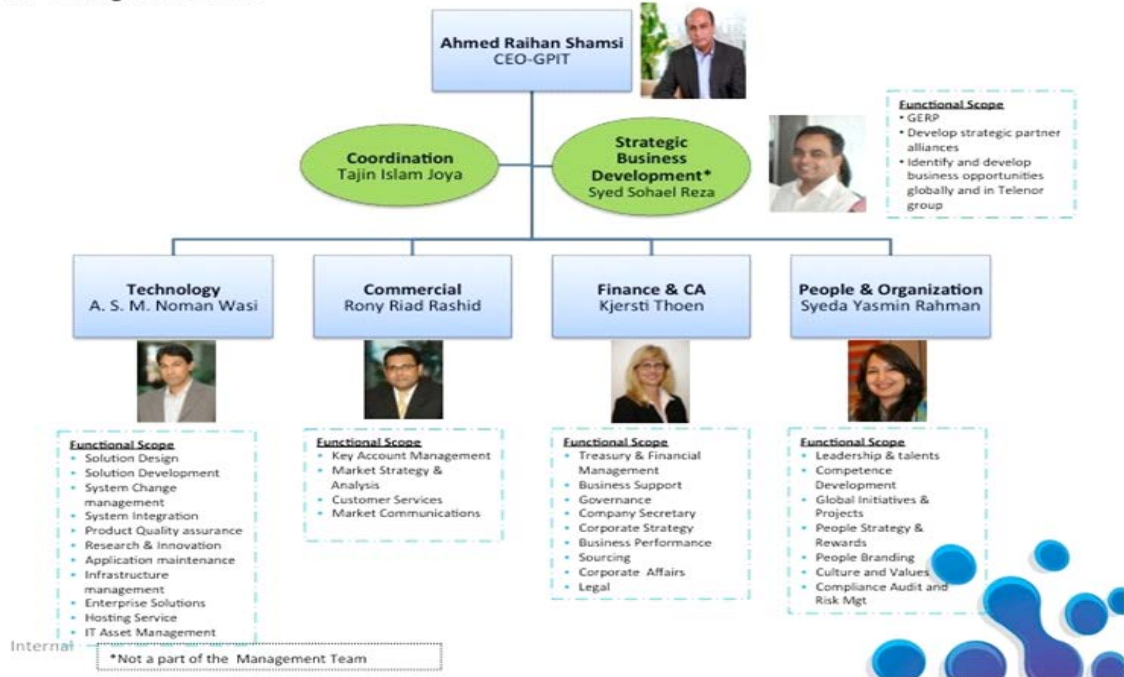 Ahmed Raihan Shamsi
CEO-GPIT
Coordination
Tajin Islam Joya
Strategic
Business
Development*
Syed Sohael Reza
Functional Scope
• GERP
• Develop strategic partner
alliances
• Identify and develop
business opportunities
globally and in Telenor
group
Technology
A. S. M. Noman Wasi
Commercial
Rony Riad Rashid
Finance & CA
Kjersti Thoen
People & Organization
Syeda Yasmin Rahman
Functional Scope
• Solution Design
• Solution Development
• System Change
management
• System Integration
• Product Quality assurance
• Research & Innovation
• Application maintenance
• Infrastructure
management
• Enterprise Solutions
• Hosting Service
• IT Asset Management
Functional Scope
• Key Account Management
• Market Strategy &
Analysis
• Customer Services
• Market Communications
Functional Scope
• Treasury & Financial
Management
• Business Support
• Governance
• Company Secretary
• Corporate Strategy
• Business Performance
• Sourcing
• Corporate Affairs
• Legal
Functional Scope
• Leadership & talents
• Competence
Development
• Global Initiatives &
Projects
• People Strategy &
Rewards
• People Branding
• Culture and Values
• Compliance Audit and
Risk Mgt
Internal
*Not a part of the Management Team